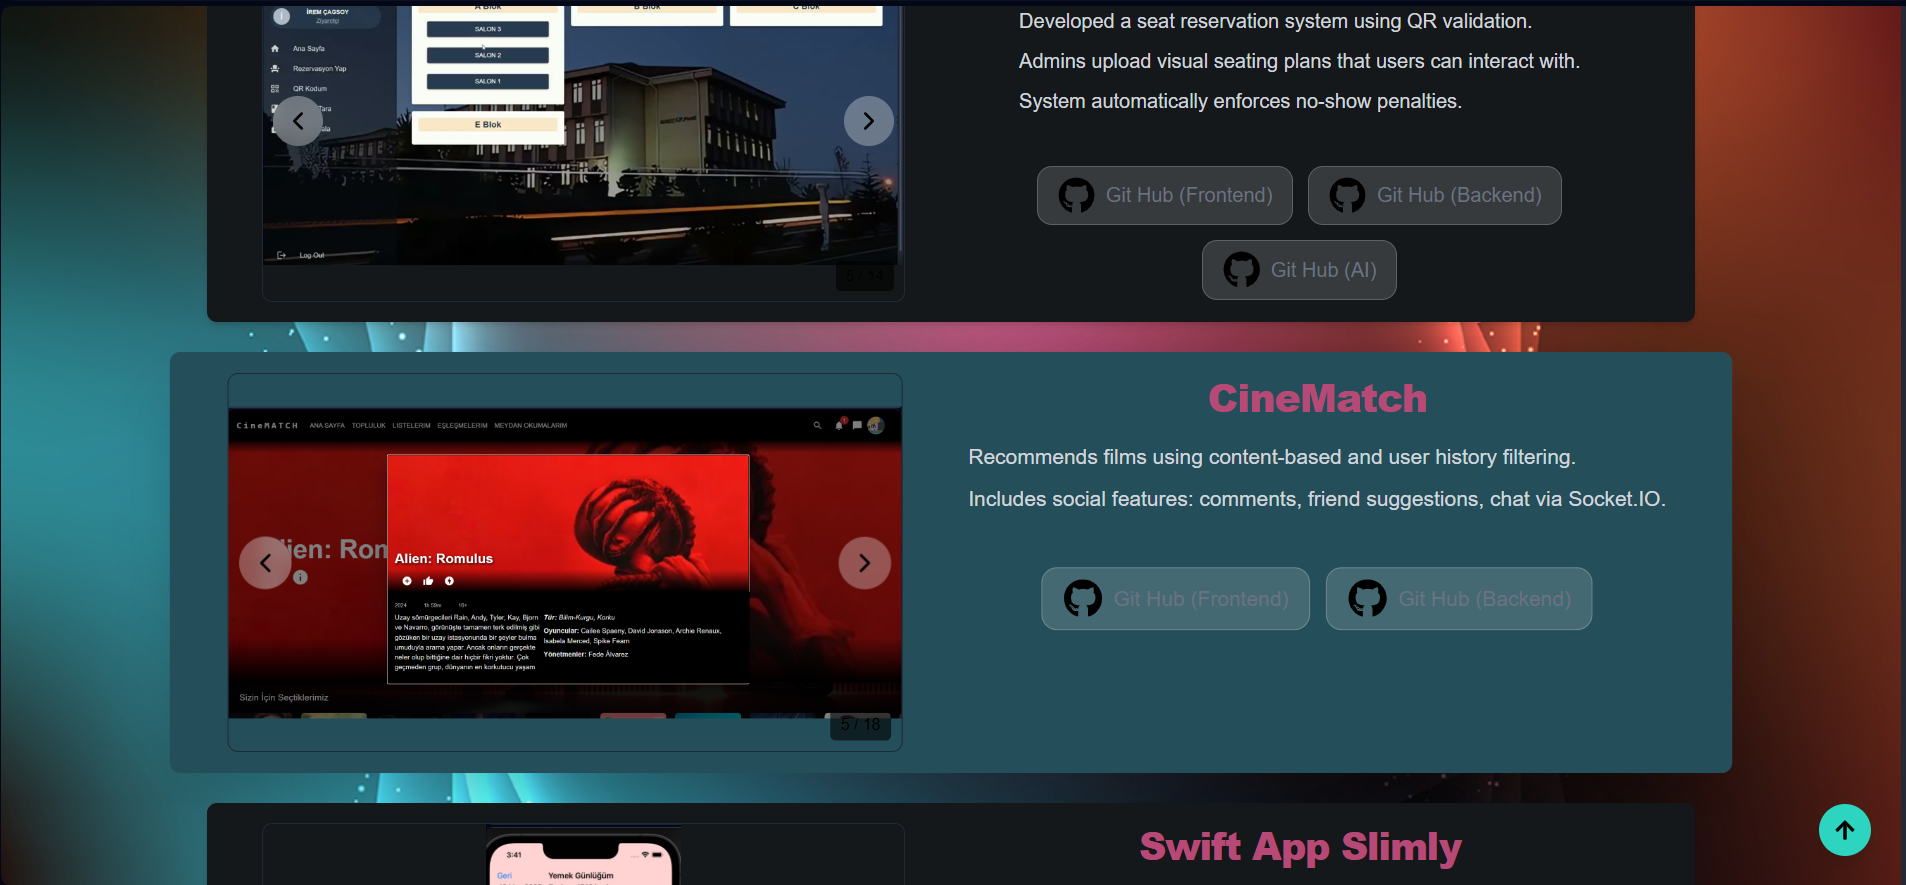 İREM ÇAGSOY
Ziyaretçi
Ana Sayfa
Rezervasyon Yap
QR Kodum
Tara
Log Out
A Blok
B Blok
C Blok
SALON 3
SALON 2
SALON 1
E Blok
5 / 14
Developed a seat reservation system using QR validation.
Admins upload visual seating plans that users can interact with.
System automatically enforces no-show penalties.
Git Hub (Frontend)
Git Hub (Backend)
Git Hub (AI)
CineMATCH
ANA SAYFA TOPLULUK LISTELERIM EŞLEŞMELERIM MEYDAN OKUMALARIM
1
lien: Rom
Alien: Romulus
2024 1h 59m 16+
Uzay sömürgecileri Rain, Andy, Tyler, Kay, Bjorn
ve Navarro, görünüşte tamamen terk edilmiş gibi
gözüken bir uzay istasyonunda bir şeyler bulma
umuduyla arama yapar. Ancak onların gerçekte
neler olup bittiğine dair hiçbir fikri yoktur. Çok
geçmeden grup, dünyanın en korkutucu yaşam
Tür: Bilim-Kurgu, Korku
Oyuncular: Cailee Spaeny, David Jonsson, Archie Renaux,
Isabela Merced, Spike Fearn
Yönetmenler: Fede Álvarez
Sizin İçin Seçtiklerimiz
5 / 18
CineMatch
Recommends films using content-based and user history filtering.
Includes social features: comments, friend suggestions, chat via Socket.IO.
Git Hub (Frontend)
Git Hub (Backend)
3:41
Geri
Yemek Günlüğüm
Swift App Slimly